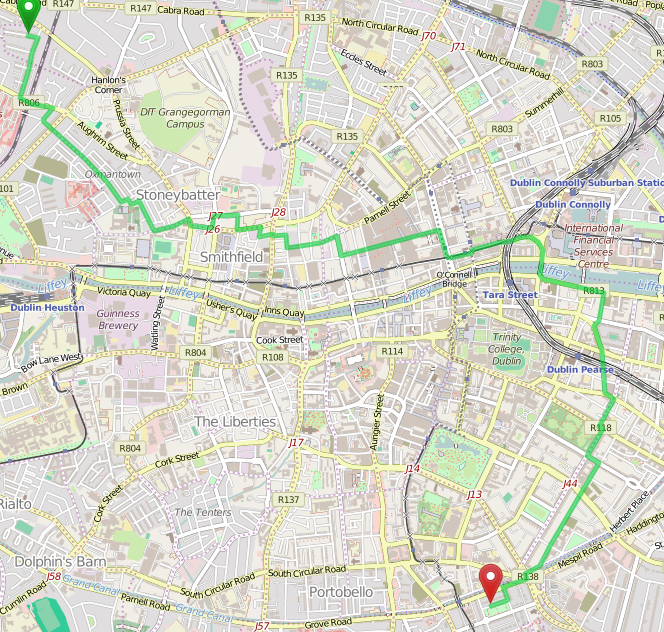 R147
R147
Cabra Road
R135
North Circular Road
J70
J71
Eccles Street
North Circular Road
R803
Hanlon's
Corner
R135
R806
Prussia Street
DIT Grangegorman
Campus
Summerhill
R105
Aughrim Street
R135
R803
Oxmantown
101
Stoneybatter
Dublin Connolly Suburban Statio
Parnell Street
Dublin Connolly
J27
J28
J26
International
Financial
Services
Centre
Smithfield
Liffey
O'Connell
Bridge
Liffey
Victoria Quay
Liffey
Liffey
Tara Street
R813
Dublin Heuston
Usher's Quay
Inns Quay
Guinness
Brewery
Watling Street
Cook Street
Trinity
College,
Dublin
Bow Lane West
R804
R108
R114
Dublin Pearse
Brown
Aungier Street
The Liberties
R118
J17
R804
Cork Street
J14
J44
J13
Cork Street
R137
Rialto
The Tenters
Herbert Place
Haddingto
Dolphin's Barn
Mespil Road
J58
Grand Canal
South Circular Road
South Circular Road
R138
Crumlin Road
Parnell Road
Grand Canal
Portobello
J57
Grove Road